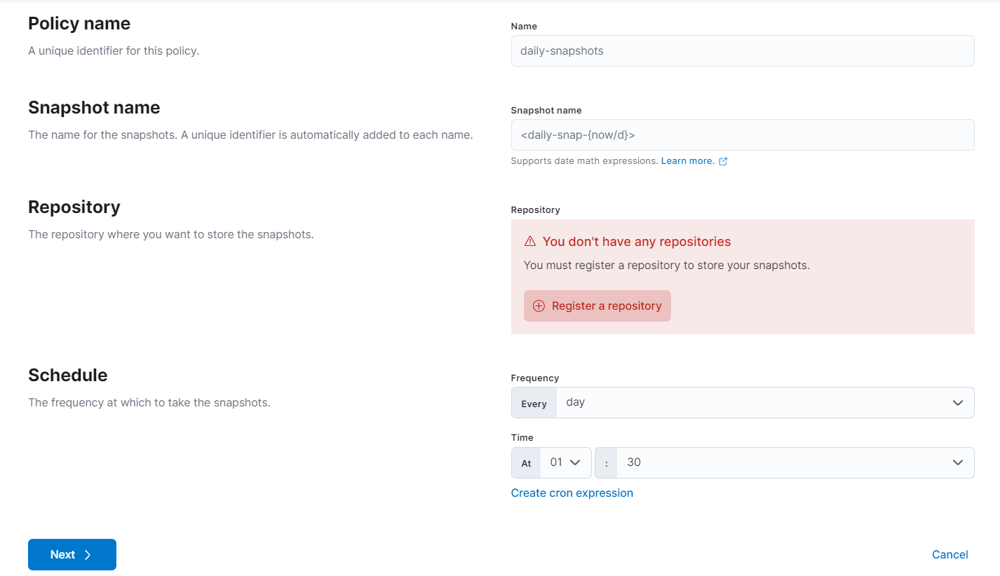 Policy name
A unique identifier for this policy.
Name
daily-snapshots
Snapshot name
The name for the snapshots. A unique identifier is automatically added to each name.
Snapshot name
<daily-snap-{now/d}>
Supports date math expressions. Learn more.
Repository
The repository where you want to store the snapshots.
Repository
You don't have any repositories
You must register a repository to store your snapshots.
Register a repository
Schedule
The frequency at which to take the snapshots.
Frequency
Every day
Time
At 01 : 30
Create cron expression
Next
Cancel